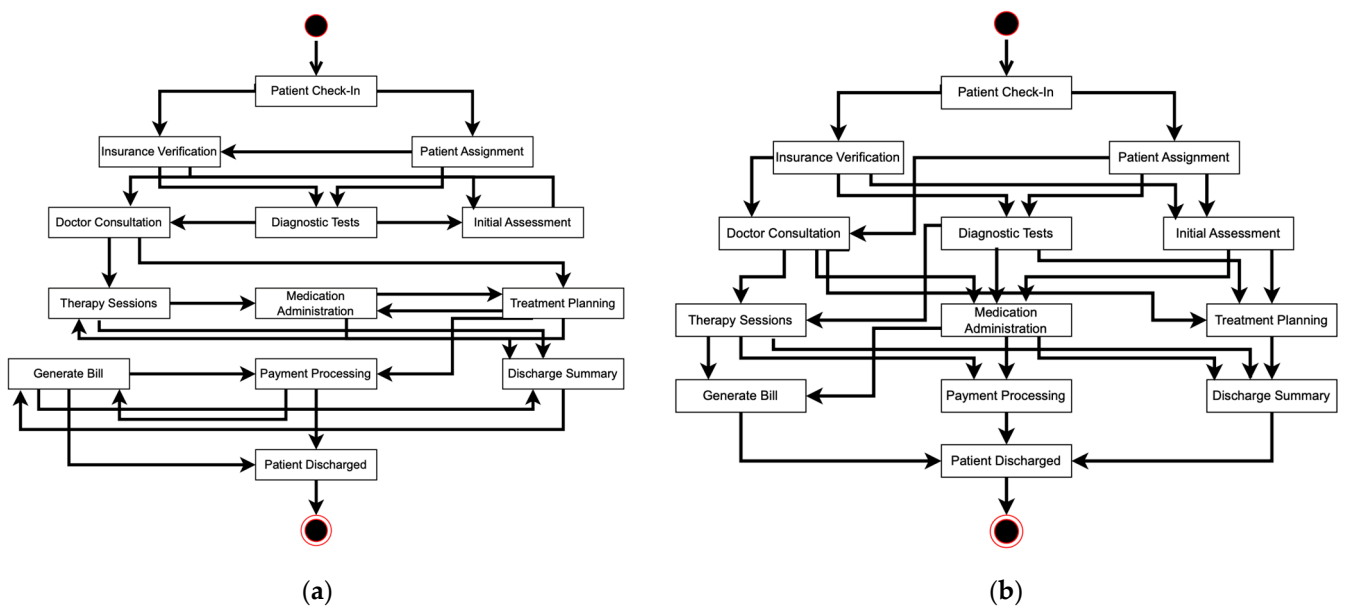 Patient Check-In
Insurance Verification
Patient Assignment
Doctor Consultation
Diagnostic Tests
Initial Assessment
Therapy Sessions
Medication
Administration
Treatment Planning
Generate Bill
Payment Processing
Discharge Summary
Patient Discharged
(a)
Patient Check-In
Insurance Verification
Patient Assignment
Doctor Consultation
Diagnostic Tests
Initial Assessment
Therapy Sessions
Medication
Administration
Treatment Planning
Generate Bill
Payment Processing
Discharge Summary
Patient Discharged
(b)